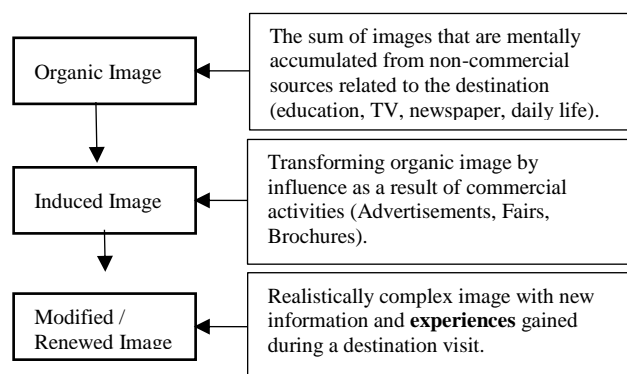 Organic Image
The sum of images that are mentally
accumulated from non-commercial
sources related to the destination
(education, TV, newspaper, daily life).
Induced Image
Transforming organic image by
influence as a result of commercial
activities (Advertisements, Fairs,
Brochures).
Modified /
Renewed Image
Realistically complex image with new
information and experiences gained
during a destination visit.